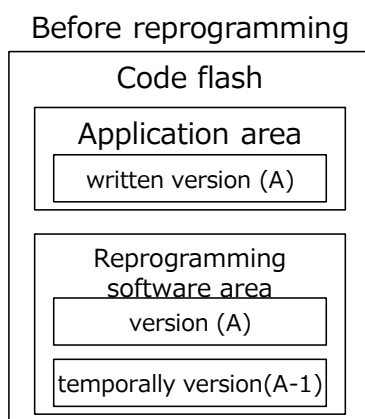 Before reprogramming
Code flash
Application area
written version (A)
Reprogramming
software area
version (A)
temporally version(A-1)